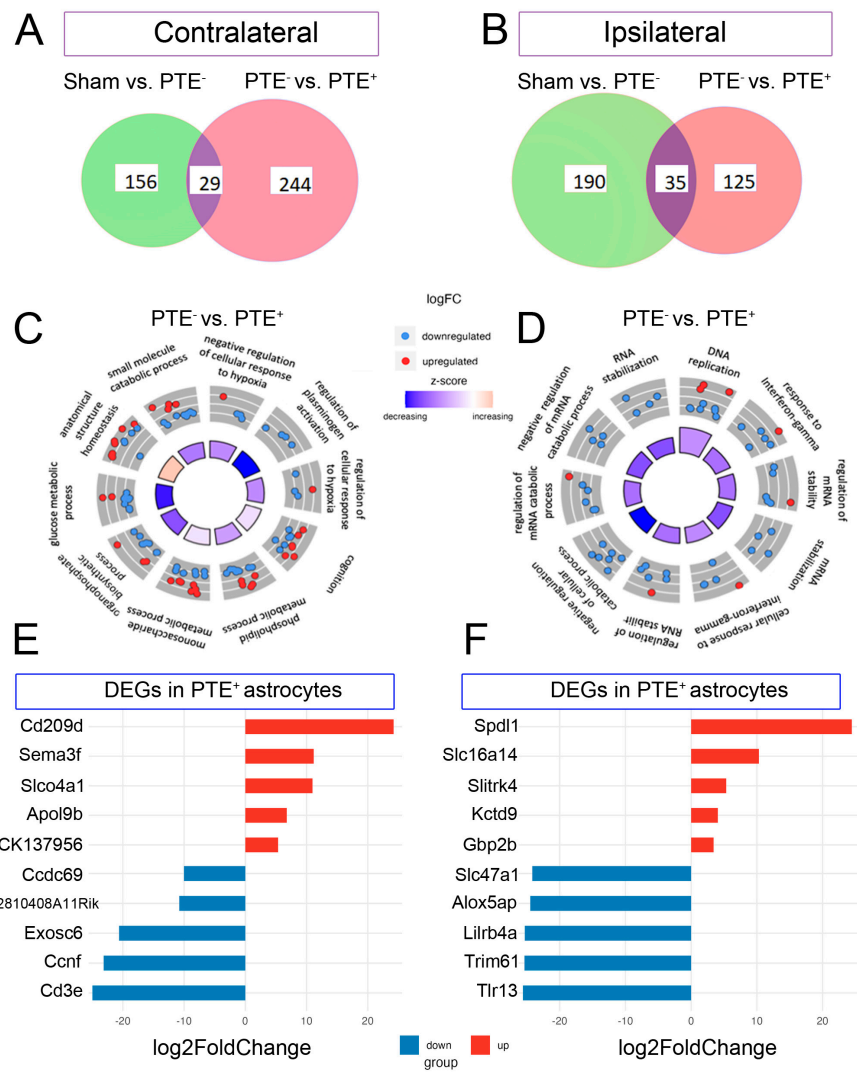 A
Contralateral
Sham vs. PTE-
PTE- vs. PTE+
156
29
244
B
Ipsilateral
Sham vs. PTE-
PTE- vs. PTE+
190
35
125
C
PTE- vs. PTE+
negative regulation
of cellular response
to hypoxia
regulation of
plasminogen
activation
regulation of
cellular response
to hypoxia
cognition
phospholipid
metabolic process
monosaccharide
metabolic process
organophosphate
biosynthetic
process
glucose metabolic
process
anatomical
structure
homeostasis
small molecule
catabolic process
logFC
downregulated
upregulated
z-score
decreasing
increasing
D
PTE- vs. PTE+
DNA
replication
response to
interferon-gamma
regulation of
mRNA
stability
mRNA
stabilization
cellular response to
interferon-gamma
regulation of
RNA stabilit
negative regulation
of cellular
catabolic process
regulation of
mRNA catabolic
process
negative regulation
of mRNA
catabolic process
RNA
stabilization
E
DEGs in PTE+ astrocytes
Cd209d
Sema3f
Slco4a1
Apol9b
CK137956
Ccdc69
2810408A11Rik
Exosc6
Ccnf
Cd3e
-20
-10
0
10
20
log2FoldChange
F
DEGs in PTE+ astrocytes
Spdl1
Slc16a14
Slitrk4
Kctd9
Gbp2b
Slc47a1
Alox5ap
Lilrb4a
Trim61
Tlr13
-20
-10
0
10
20
log2FoldChange
down
up
group